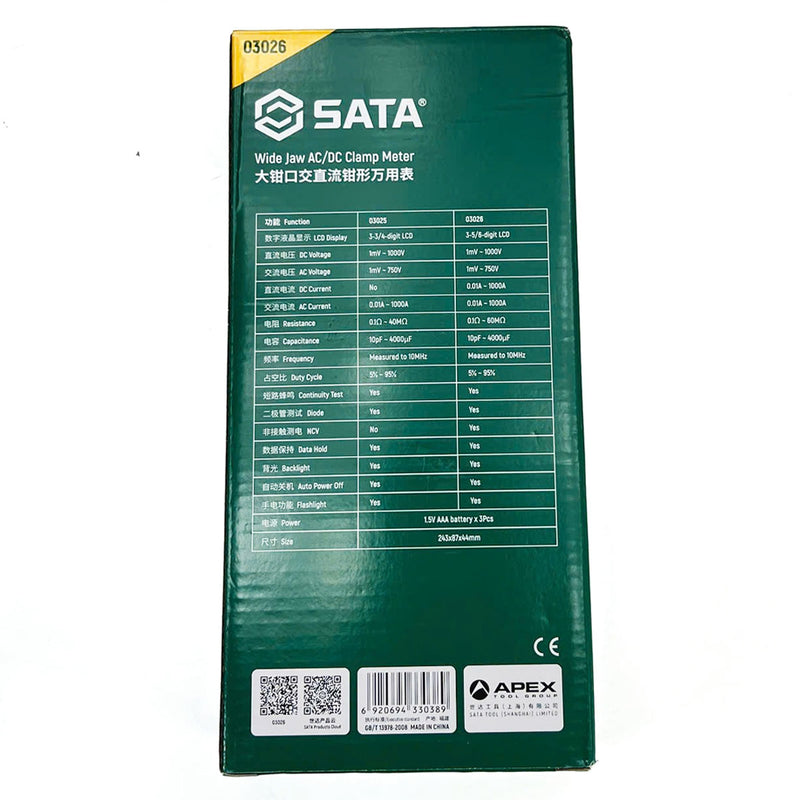 03026
SATA®
Wide Jaw AC/DC Clamp Meter
大钳口交直流钳形万用表
功能 Function 03025 03026
数字液晶显示 LCD Display 3-3/4-digit LCD 3-5/6-digit LCD
直流电压 DC Voltage 1mV ~ 1000V 1mV ~ 1000V
交流电压 AC Voltage 1mV ~ 750V 1mV ~ 750V
直流电流 DC Current No 0.01A ~ 1000A
交流电流 AC Current 0.01A ~ 1000A 0.01A ~ 1000A
电阻 Resistance 0.1Ω ~ 40MΩ 0.1Ω ~ 60MΩ
电容 Capacitance 10pF ~ 4000μF 10pF ~ 4000μF
频率 Frequency Measured to 10MHz Measured to 10MHz
占空比 Duty Cycle 5% ~ 95% 5% ~ 95%
短路蜂鸣 Continuity Test Yes Yes
二极管测试 Diode Yes Yes
非接触测电 NCV No Yes
数据保持 Data Hold Yes Yes
背光 Backlight Yes Yes
自动关机 Auto Power Off Yes Yes
手电功能 Flashlight Yes Yes
电源 Power 1.5V AAA battery x 3Pcs
尺寸 Size 243x87x44mm
CE
03026
世达产品云
SATA Products Cloud
6 920694 330389
执行标准/Executive standard 产地: 福建
GB/T 13978-2008 MADE IN CHINA
APEX
TOOL GROUP
世达工具(上海)有限公司
SATA TOOL (SHANGHAI) LIMITED